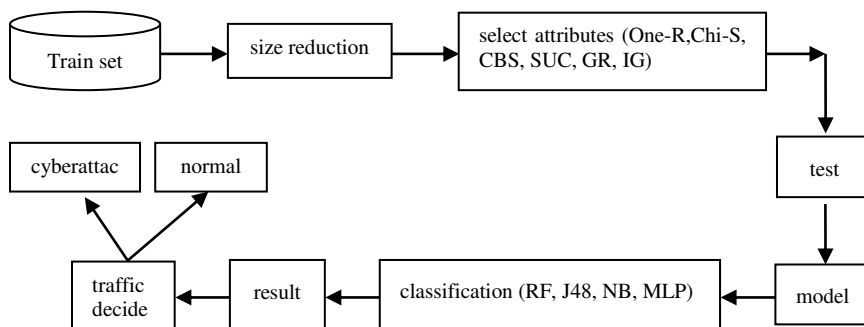 Train set
size reduction
select attributes (One-R,Chi-S,
CBS, SUC, GR, IG)
test
model
classification (RF, J48, NB, MLP)
result
traffic
decide
cyberattac
normal